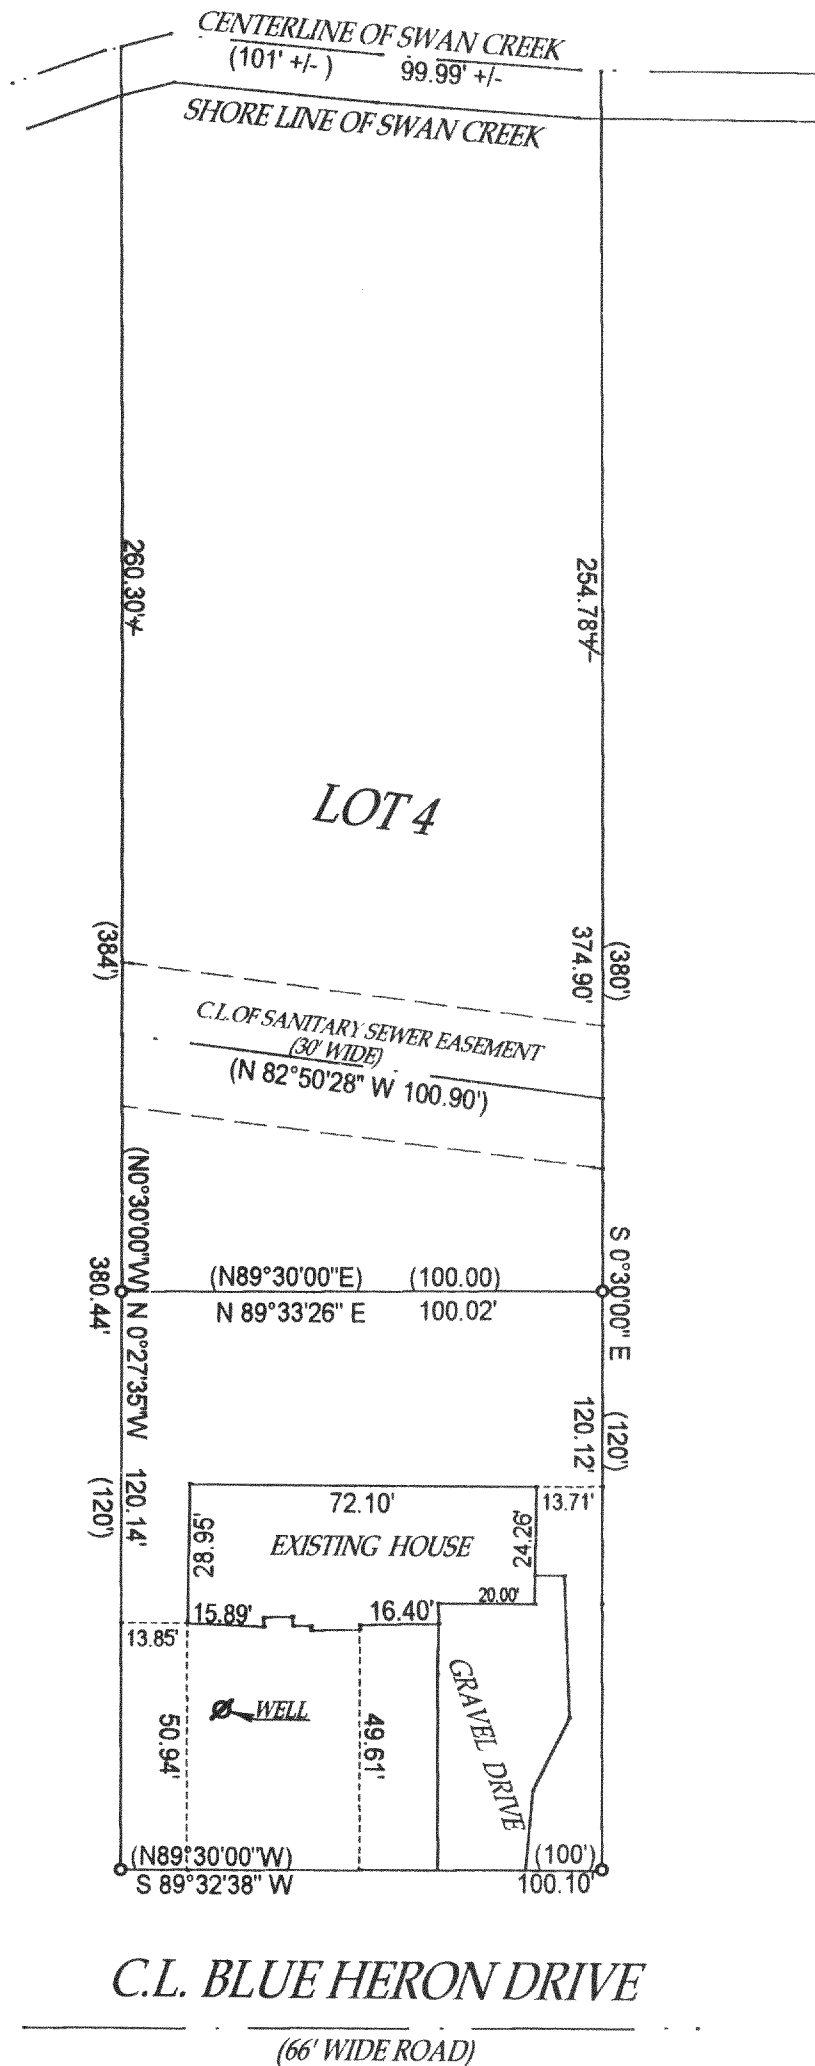 CENTERLINE OF SWAN CREEK
(101' +/- ) 99.99' +/-
SHORE LINE OF SWAN CREEK
260.30'+/-
254.78'+/-
LOT 4
(384')
(380')
374.90'
C.L. OF SANITARY SEWER EASEMENT
(30' WIDE)
(N 82°50'28" W 100.90')
(N0°30'00"W)
380.44'
S 0°30'00" E
(N89°30'00"E) (100.00)
N 89°33'26" E 100.02'
N 0°27'35"W 120.14'
(120')
120.12'
(120')
72.10'
13.71'
28.95'
EXISTING HOUSE
24.26'
20.00'
15.89'
16.40'
13.85'
WELL
50.94'
49.61'
GRAVEL DRIVE
(N89°30'00"W) (100')
S 89°32'38" W 100.10'
C.L. BLUE HERON DRIVE
(66' WIDE ROAD)